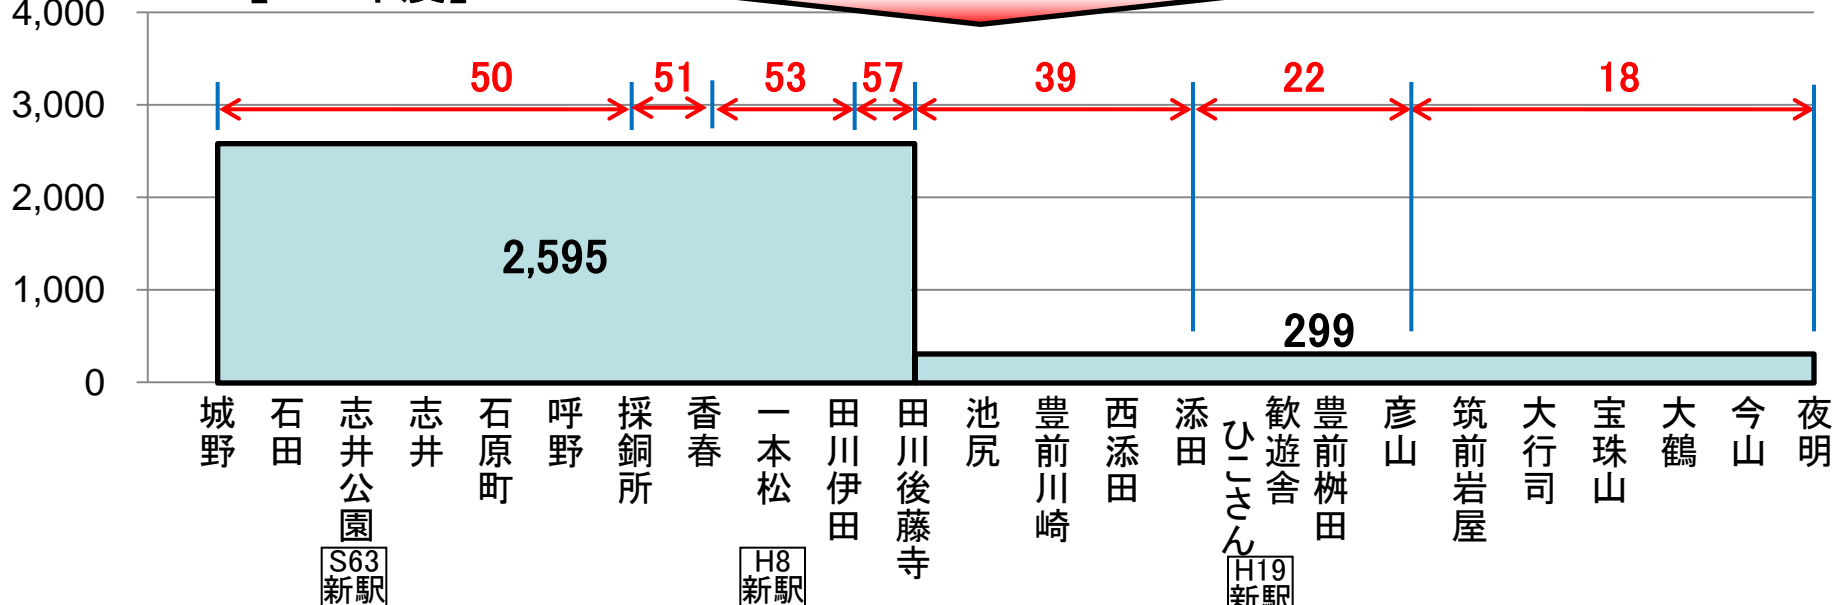 4,000
3,000
2,000
1,000
0
50
51
53
57
39
22
18
2,595
299
城野
石田
志井公園
志井
石原町
呼野
採銅所
香春
一本松
田川伊田
田川後藤寺
池尻
豊前川崎
西添田
添田
歓遊舎
ひこさん
豊前桝田
彦山
筑前岩屋
大行司
宝珠山
大鶴
今山
夜明
S63
新駅
H8
新駅
H19
新駅